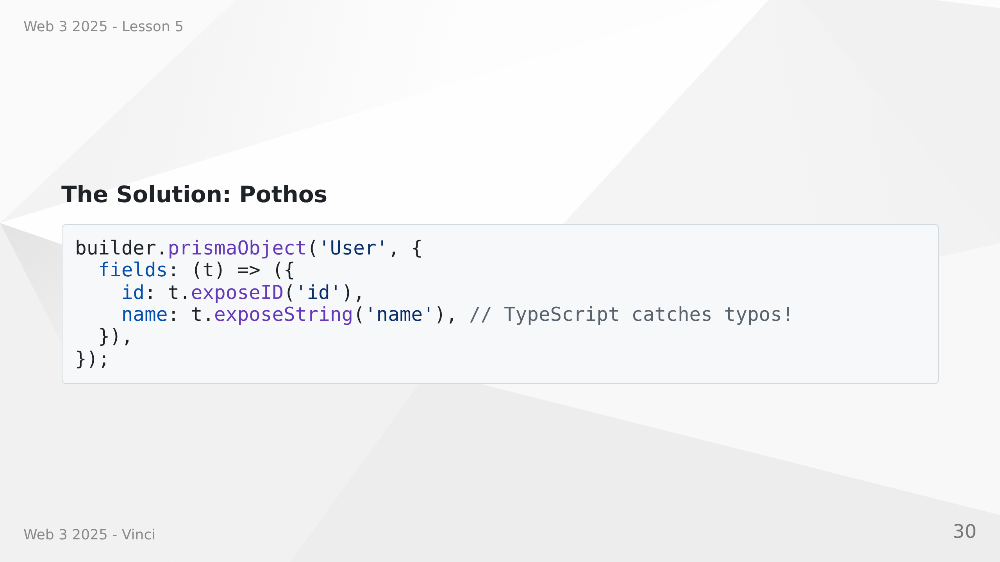 Web 3 2025 - Lesson 5
The Solution: Pothos
builder.prismaObject('User', {
  fields: (t) => ({
    id: t.exposeID('id'),
    name: t.exposeString('name'), // TypeScript catches typos!
  }),
});
Web 3 2025 - Vinci
30